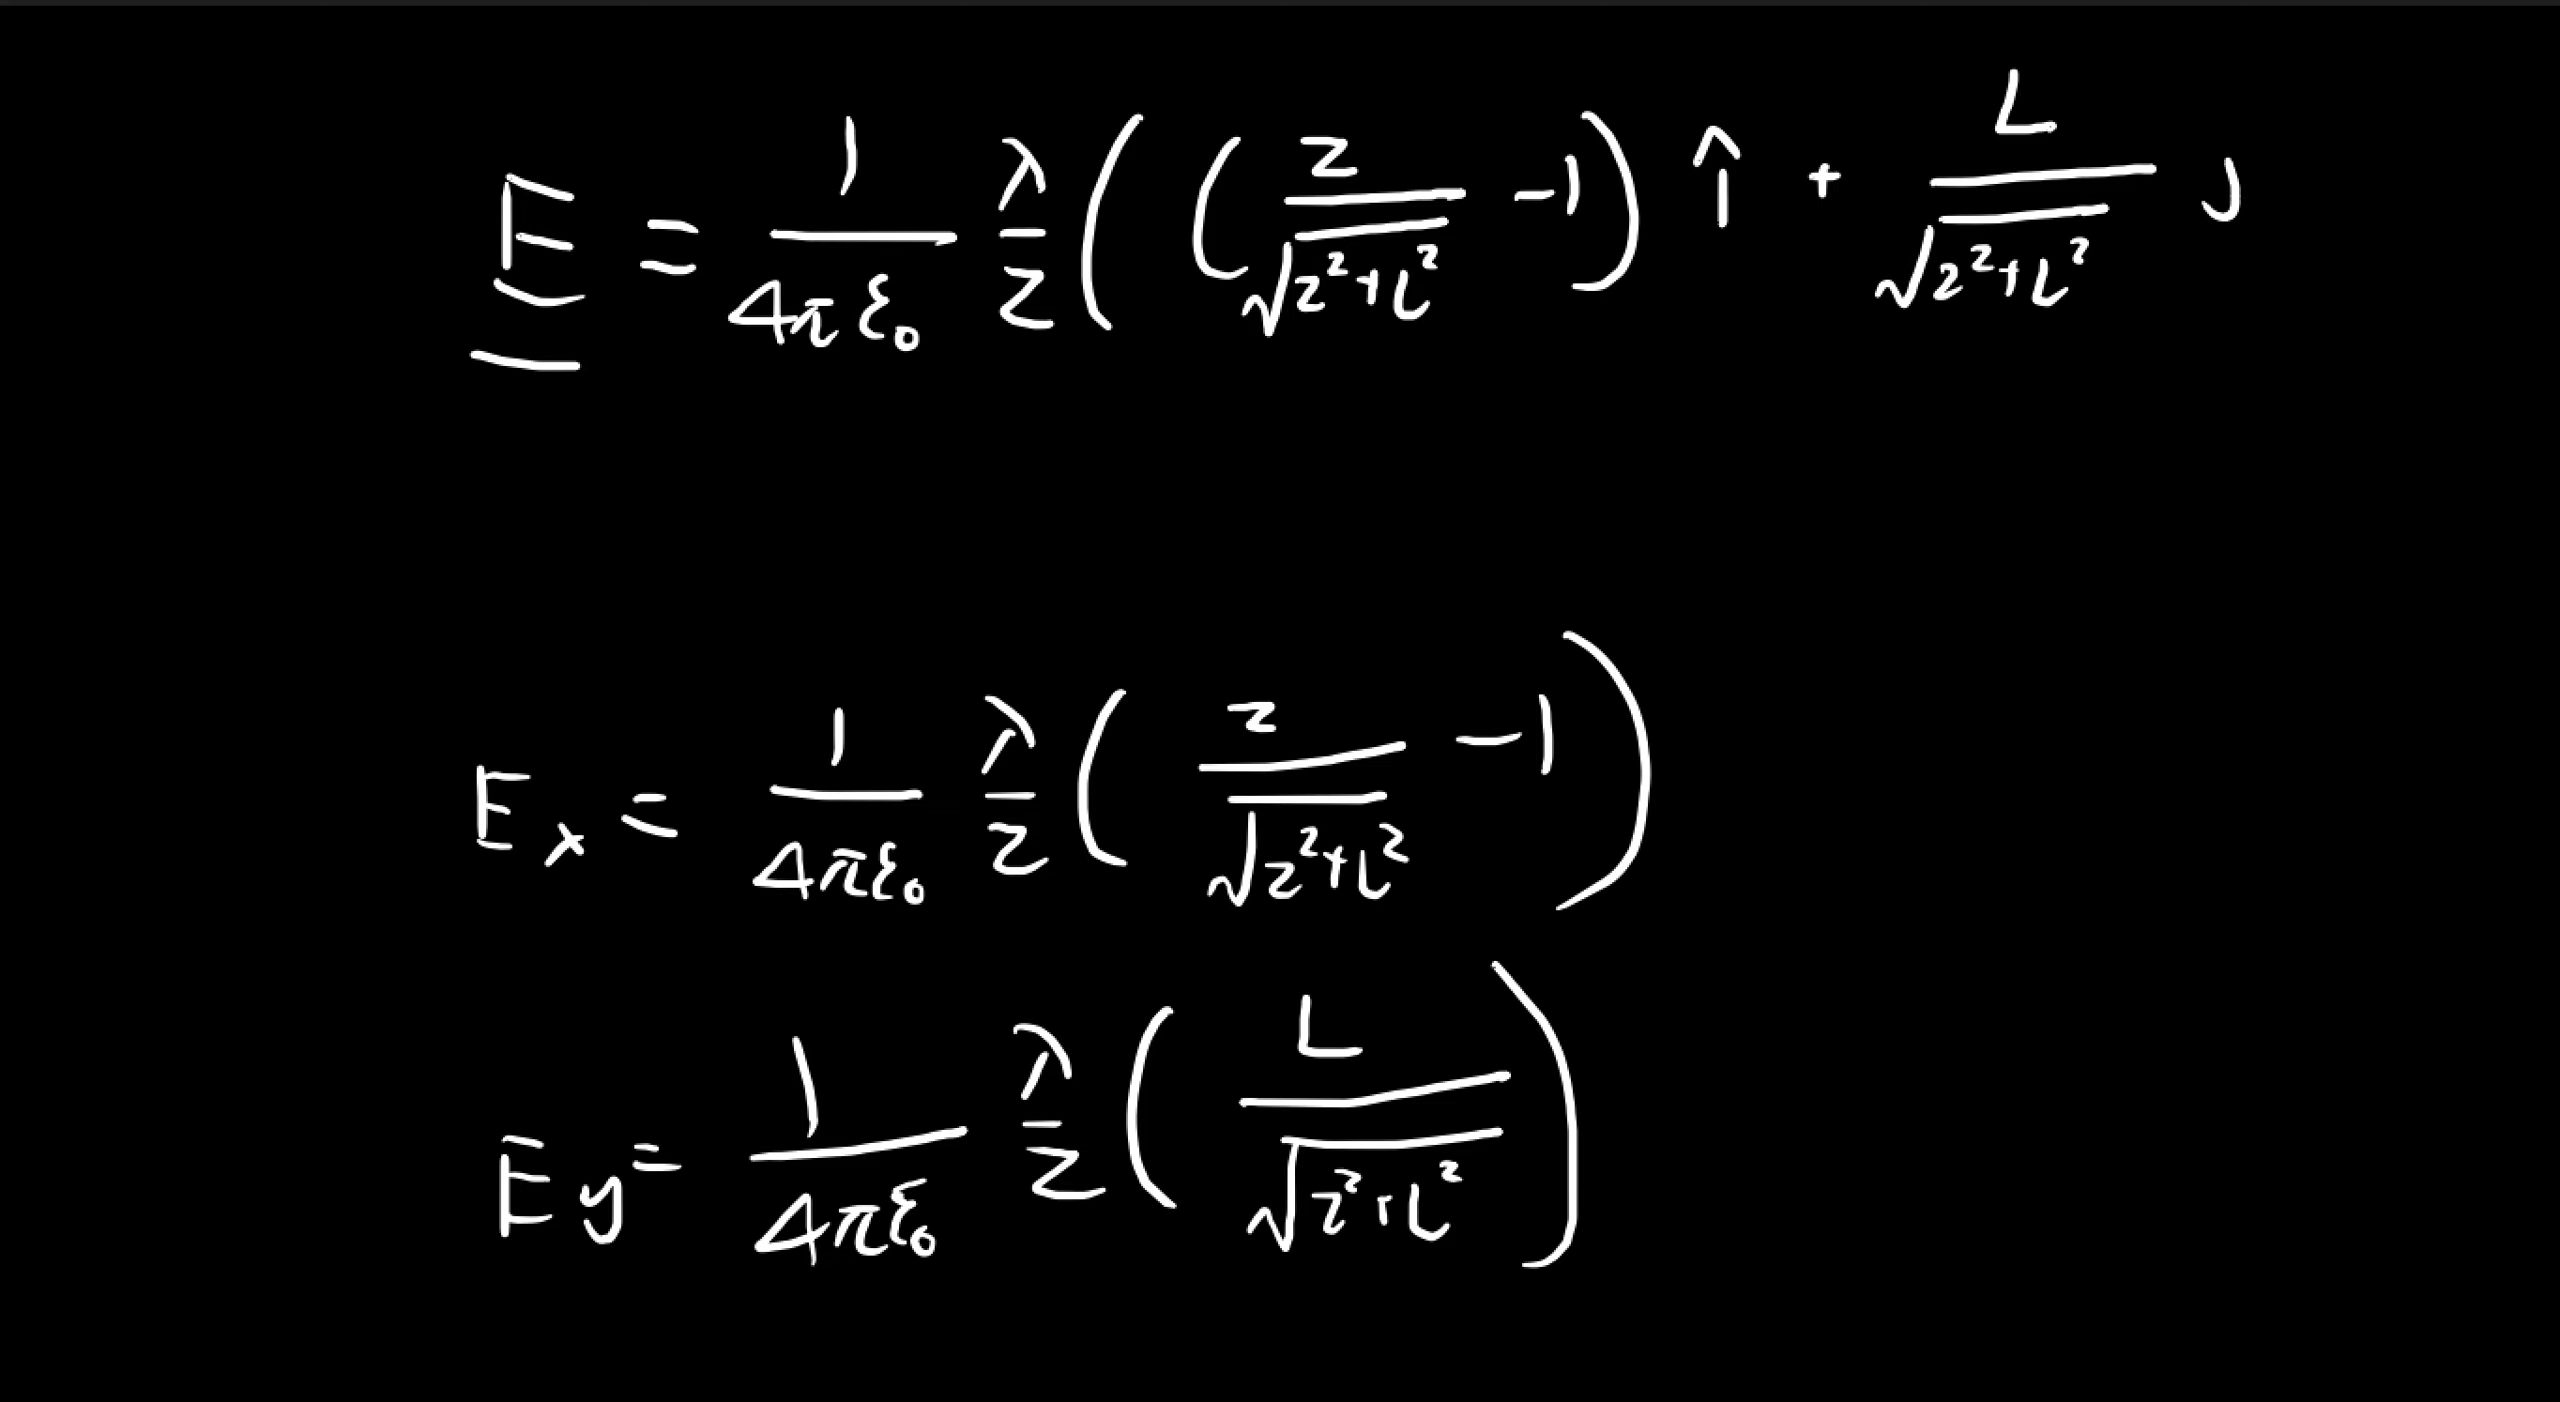 E = 1/4πε₀ λ/z ( ( z/√z²+L² -1) î + L/√z²+L² j
Ex = 1/4πε₀ λ/z ( z/√z²+L² -1)
Ey = 1/4πε₀ λ/z ( L/√z²+L² )